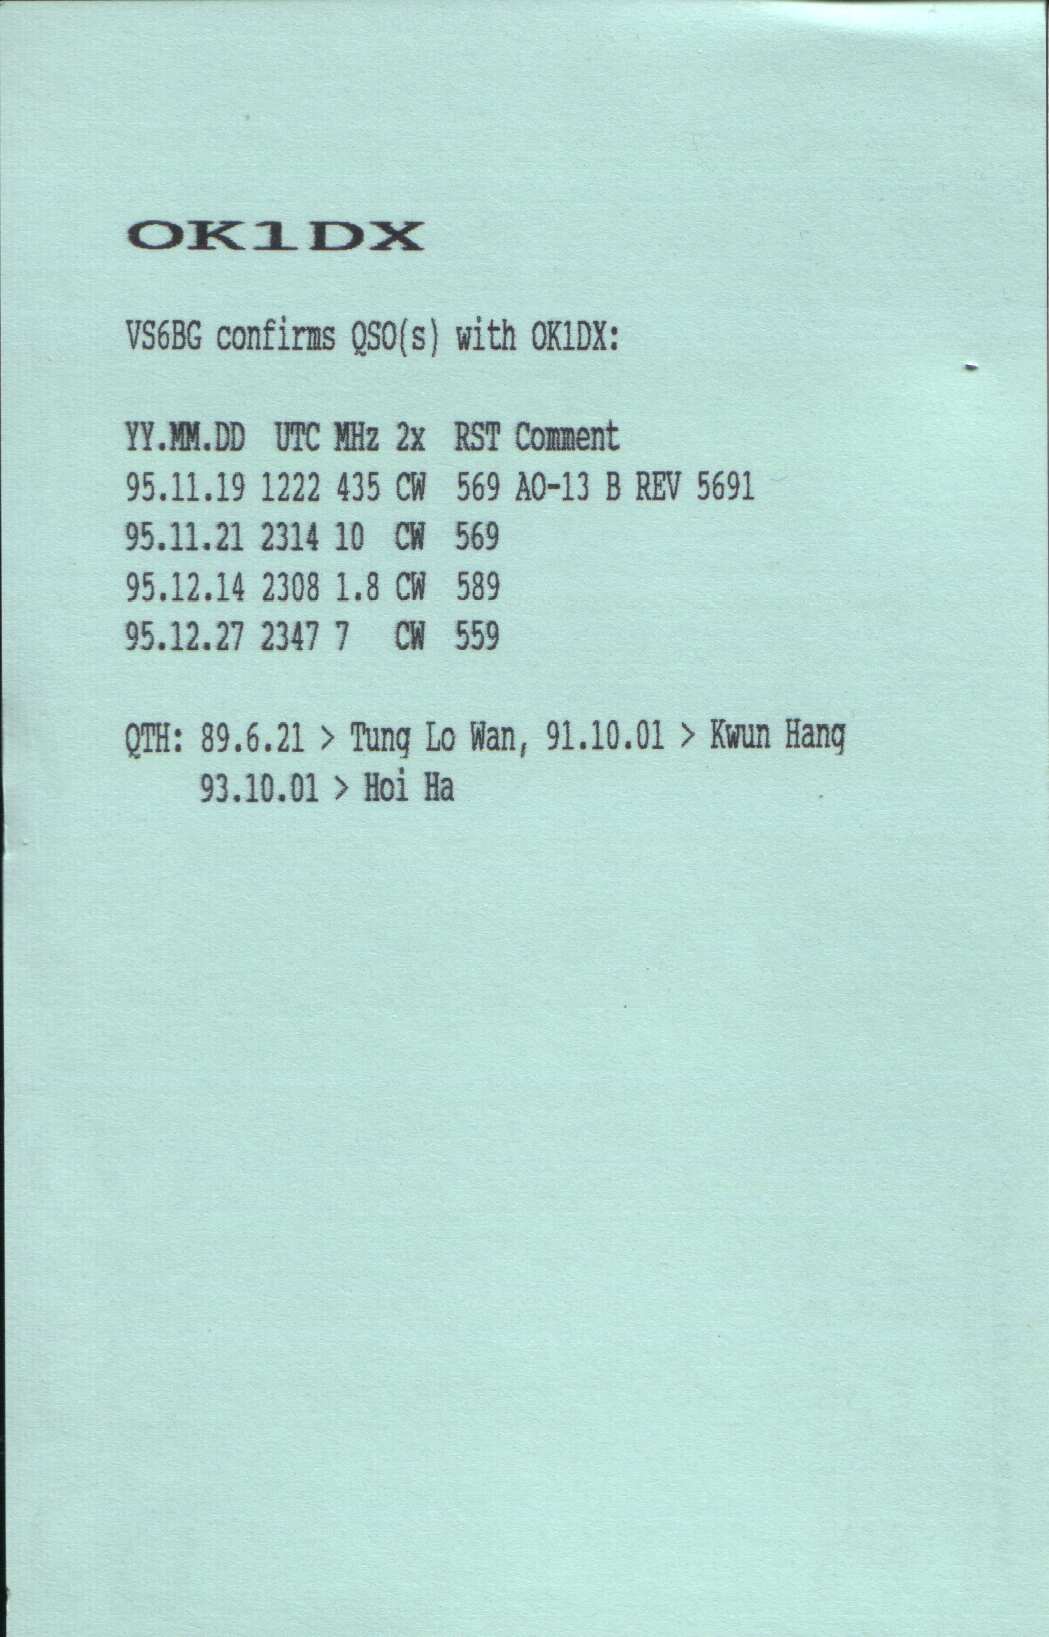 OK1DX
VS6BG confirms QSO(s) with OK1DX:
YY.MM.DD UTC MHz 2x RST Comment
95.11.19 1222 435 CW 569 AO-13 B REV 5691
95.11.21 2314 10 CW 569
95.12.14 2308 1.8 CW 589
95.12.27 2347 7 CW 559
QTH: 89.6.21 > Tung Lo Wan, 91.10.01 > Kwun Hang
93.10.01 > Hoi Ha